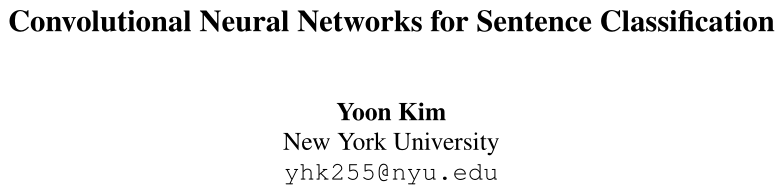 Convolutional Neural Networks for Sentence Classification
Yoon Kim
New York University
yhk255@nyu.edu